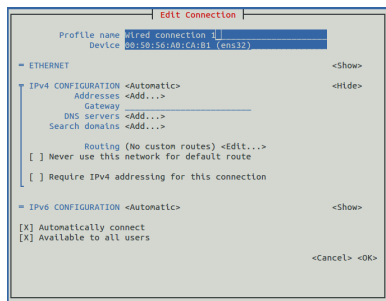 Edit Connection
Profile name Wired connection 1
Device 00:50:56:A0:CA:B1 (ens32)
= ETHERNET <Show>
IPv4 CONFIGURATION <Automatic> <Hide>
Addresses <Add...>
Gateway
DNS servers <Add...>
Search domains <Add...>
Routing (No custom routes) <Edit...>
[ ] Never use this network for default route
[ ] Require IPv4 addressing for this connection
= IPv6 CONFIGURATION <Automatic> <Show>
[X] Automatically connect
[X] Available to all users
<Cancel> <OK>